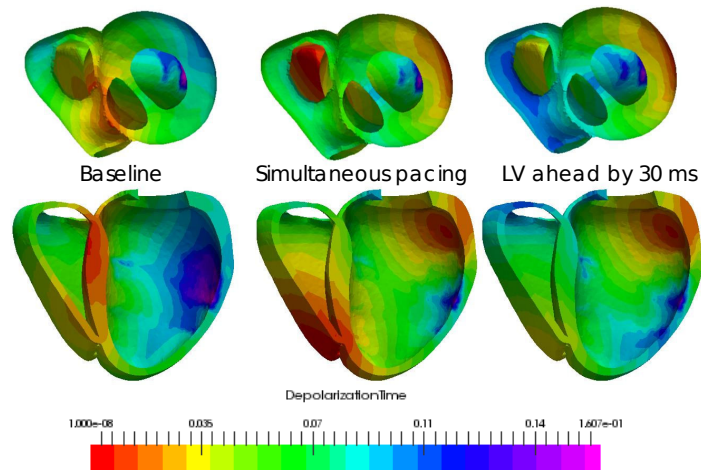 Baseline Simultaneous pacing LV ahead by 30 ms
DepolarizationTime
1.000e-08 0.035 0.07 0.11 0.14 1.607e-01